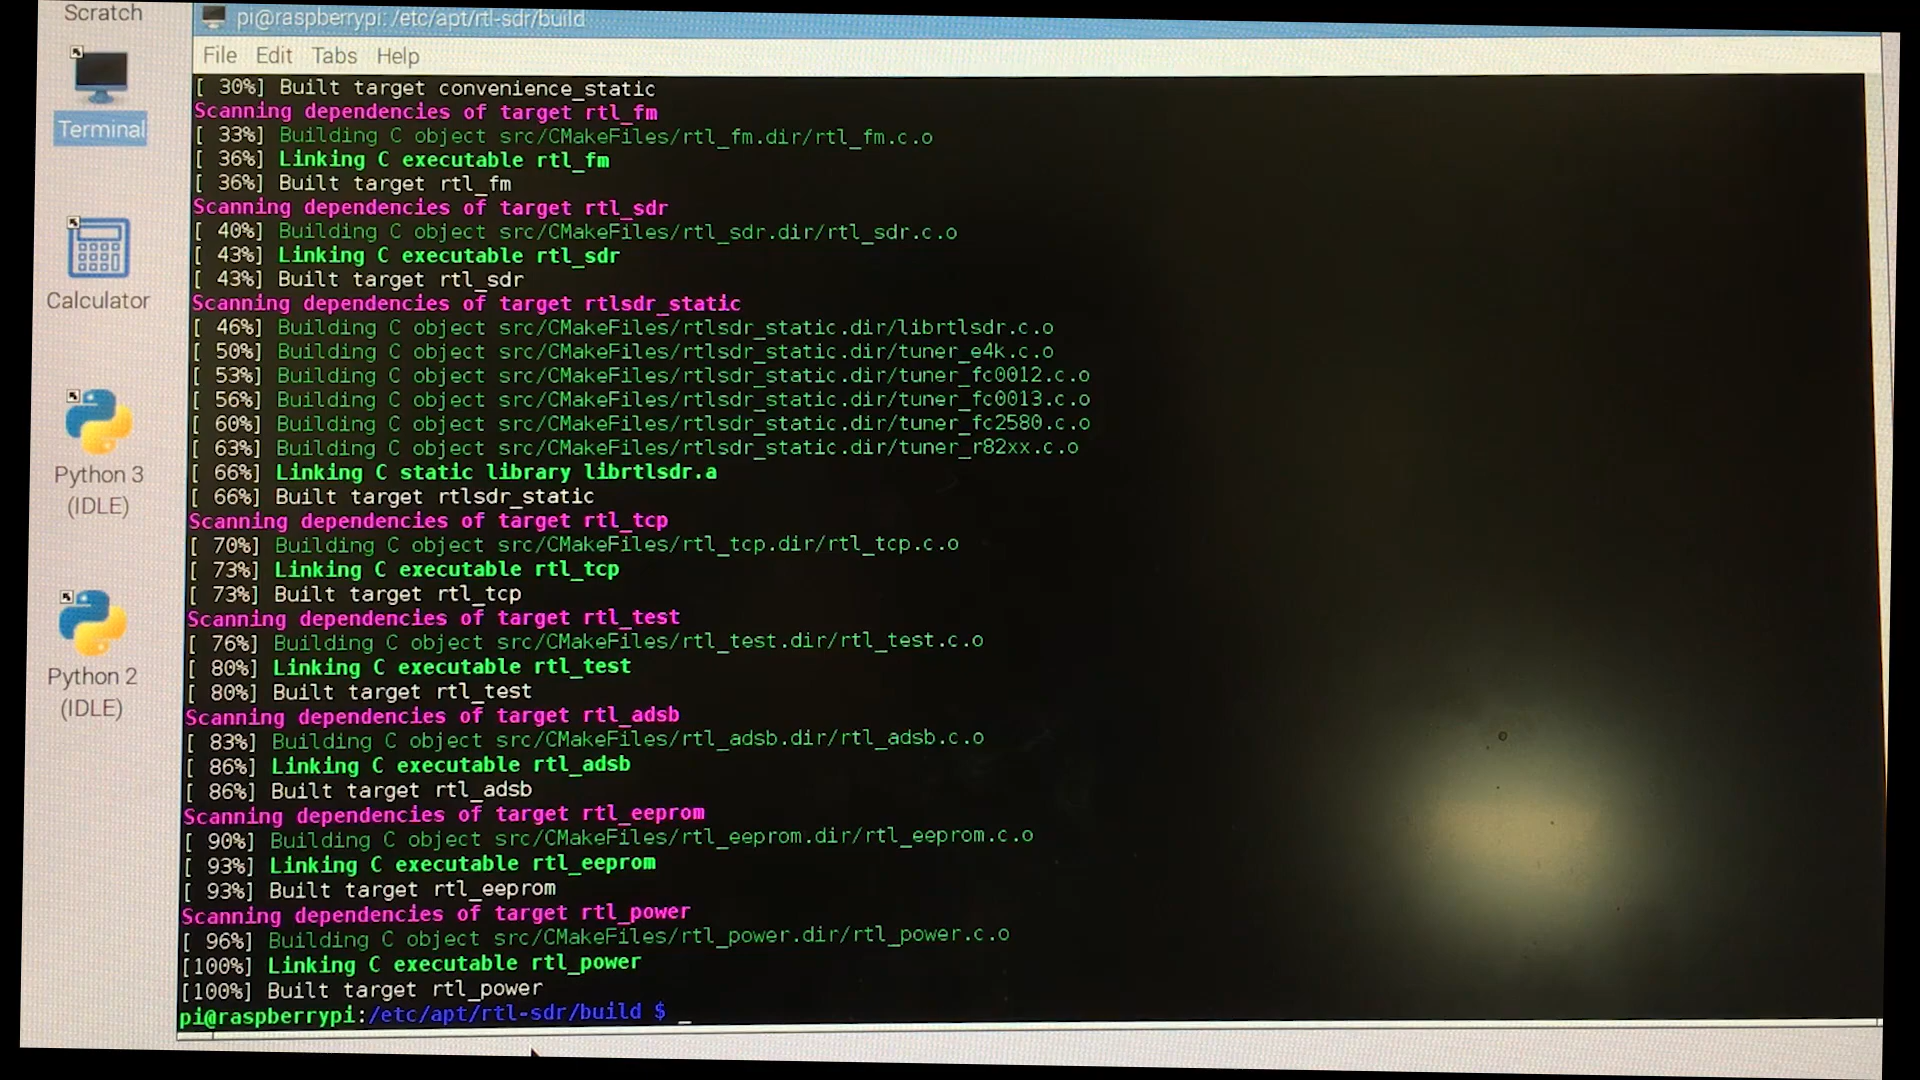 Scratch
Terminal
Calculator
Python 3
(IDLE)
Python 2
(IDLE)
pi@raspberrypi: /etc/apt/rtl-sdr/build
File Edit Tabs Help
[ 30%] Built target convenience_static
Scanning dependencies of target rtl_fm
[ 33%] Building C object src/CMakeFiles/rtl_fm.dir/rtl_fm.c.o
[ 36%] Linking C executable rtl_fm
[ 36%] Built target rtl_fm
Scanning dependencies of target rtl_sdr
[ 40%] Building C object src/CMakeFiles/rtl_sdr.dir/rtl_sdr.c.o
[ 43%] Linking C executable rtl_sdr
[ 43%] Built target rtl_sdr
Scanning dependencies of target rtlsdr_static
[ 46%] Building C object src/CMakeFiles/rtlsdr_static.dir/librtlsdr.c.o
[ 50%] Building C object src/CMakeFiles/rtlsdr_static.dir/tuner_e4k.c.o
[ 53%] Building C object src/CMakeFiles/rtlsdr_static.dir/tuner_fc0012.c.o
[ 56%] Building C object src/CMakeFiles/rtlsdr_static.dir/tuner_fc0013.c.o
[ 60%] Building C object src/CMakeFiles/rtlsdr_static.dir/tuner_fc2580.c.o
[ 63%] Building C object src/CMakeFiles/rtlsdr_static.dir/tuner_r82xx.c.o
[ 66%] Linking C static library librtlsdr.a
[ 66%] Built target rtlsdr_static
Scanning dependencies of target rtl_tcp
[ 70%] Building C object src/CMakeFiles/rtl_tcp.dir/rtl_tcp.c.o
[ 73%] Linking C executable rtl_tcp
[ 73%] Built target rtl_tcp
Scanning dependencies of target rtl_test
[ 76%] Building C object src/CMakeFiles/rtl_test.dir/rtl_test.c.o
[ 80%] Linking C executable rtl_test
[ 80%] Built target rtl_test
Scanning dependencies of target rtl_adsb
[ 83%] Building C object src/CMakeFiles/rtl_adsb.dir/rtl_adsb.c.o
[ 86%] Linking C executable rtl_adsb
[ 86%] Built target rtl_adsb
Scanning dependencies of target rtl_eeprom
[ 90%] Building C object src/CMakeFiles/rtl_eeprom.dir/rtl_eeprom.c.o
[ 93%] Linking C executable rtl_eeprom
[ 93%] Built target rtl_eeprom
Scanning dependencies of target rtl_power
[ 96%] Building C object src/CMakeFiles/rtl_power.dir/rtl_power.c.o
[100%] Linking C executable rtl_power
[100%] Built target rtl_power
pi@raspberrypi:/etc/apt/rtl-sdr/build $ _